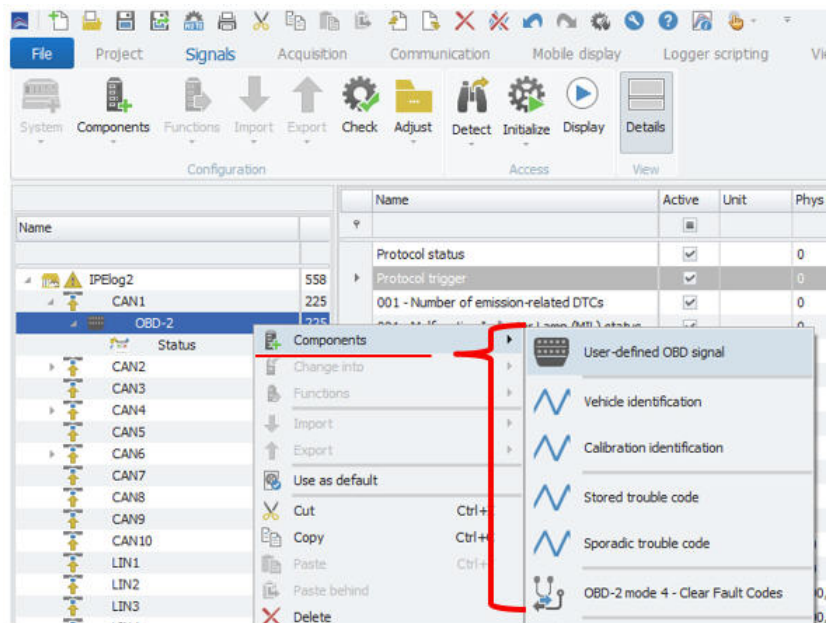 File Project Signals Acquisition Communication Mobile display Logger scripting
System Components Functions Import Export Check Adjust Detect Initialize Display Details
Configuration Access View
Name Active Unit Phys
Name
Protocol status 0
IPElog2 558 Protocol trigger 0
CAN1 225 001 - Number of emission-related DTCs 0
OBD-2 225
Status
CAN2
CAN3
CAN4
CAN5
CAN6
CAN7
CAN8
CAN9
CAN10
LIN1
LIN2
LIN3
Components
Change into
Functions
Import
Export
Use as default
Cut
Copy
Paste
Paste behind
Delete
User-defined OBD signal
Vehicle identification
Calibration identification
Stored trouble code
Sporadic trouble code
OBD-2 mode 4 - Clear Fault Codes